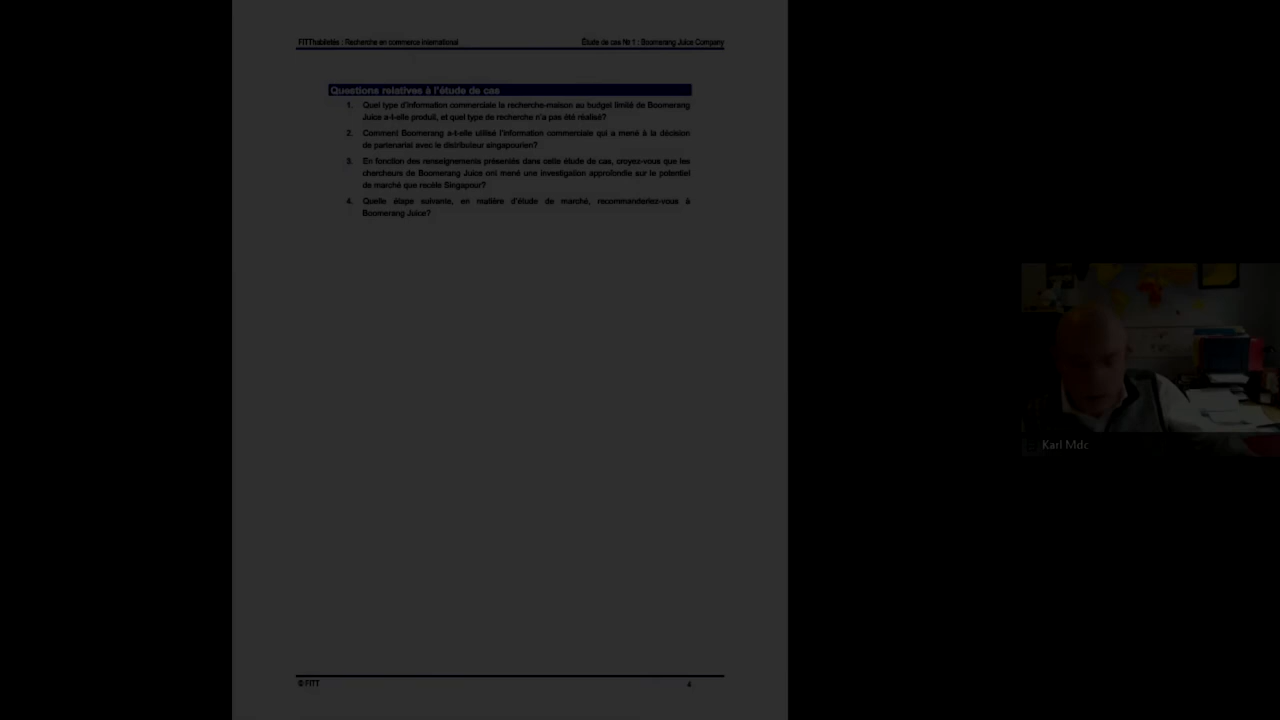 FITThabiletés : Recherche en commerce international
Étude de cas No 1 : Boomerang Juice Company
Questions relatives à l'étude de cas
1. Quel type d'information commerciale la recherche-maison au budget limité de Boomerang
Juice a-t-elle produit, et quel type de recherche n'a pas été réalisé?
2. Comment Boomerang a-t-elle utilisé l'information commerciale qui a mené à la décision
de partenariat avec le distributeur singapourien?
3. En fonction des renseignements présentés dans cette étude de cas, croyez-vous que les
chercheurs de Boomerang Juice ont mené une investigation approfondie sur le potentiel
de marché que recèle Singapour?
4. Quelle étape suivante, en matière d'étude de marché, recommanderiez-vous à
Boomerang Juice?
Karl Mdc
© FITT
4